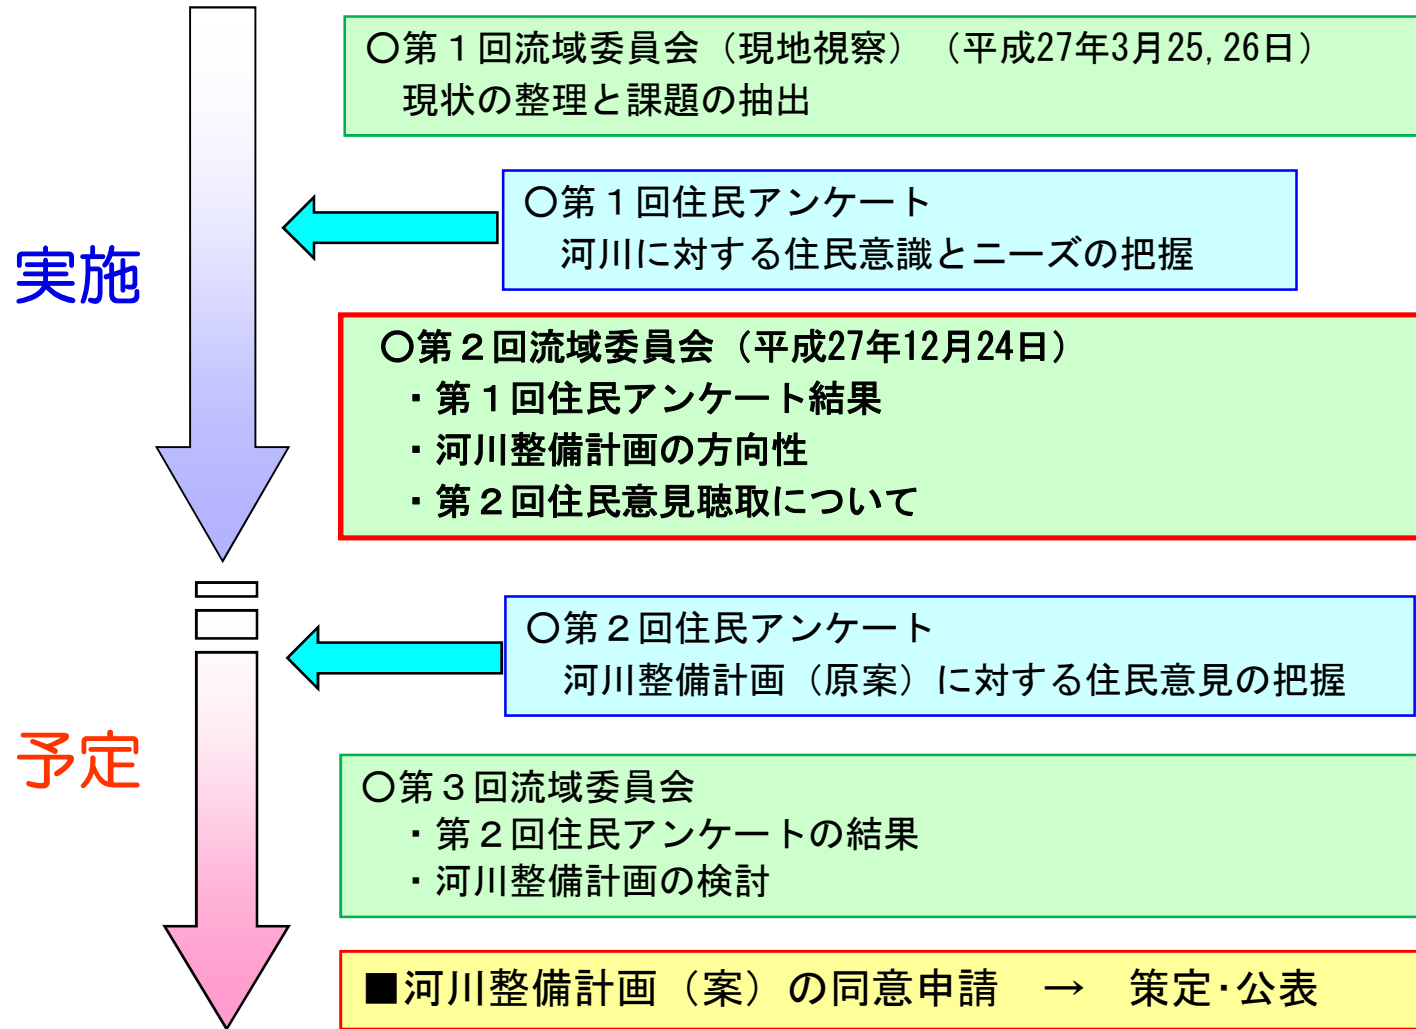 ○第１回流域委員会（現地視察）（平成27年3月25,26日）
現状の整理と課題の抽出
○第１回住民アンケート
河川に対する住民意識とニーズの把握
実施
○第２回流域委員会（平成27年12月24日）
・第１回住民アンケート結果
・河川整備計画の方向性
・第２回住民意見聴取について
○第２回住民アンケート
河川整備計画（原案）に対する住民意見の把握
予定
○第３回流域委員会
・第２回住民アンケートの結果
・河川整備計画の検討
■河川整備計画（案）の同意申請　→　策定･公表